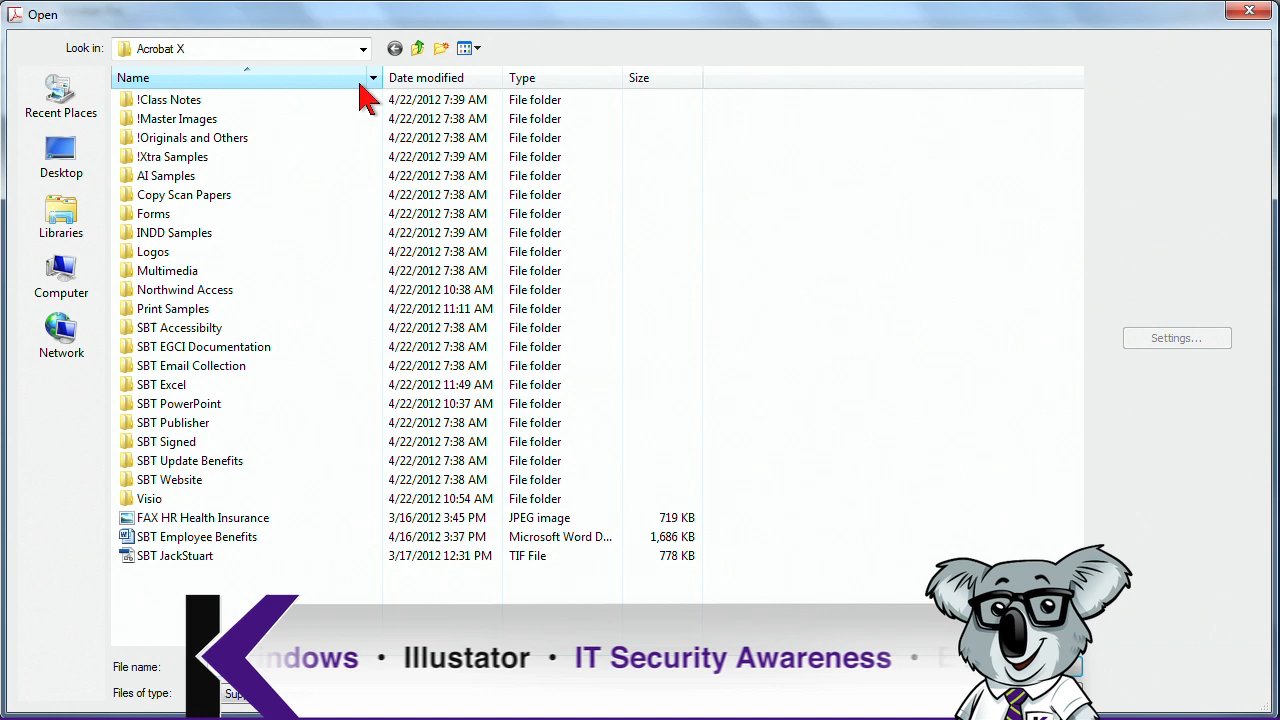 Open
Look in: Acrobat X
Name Date modified Type Size
!Class Notes 4/22/2012 7:39 AM File folder
!Master Images 4/22/2012 7:38 AM File folder
!Originals and Others 4/22/2012 7:38 AM File folder
!Xtra Samples 4/22/2012 7:39 AM File folder
AI Samples 4/22/2012 7:38 AM File folder
Copy Scan Papers 4/22/2012 7:38 AM File folder
Forms 4/22/2012 7:38 AM File folder
INDD Samples 4/22/2012 7:39 AM File folder
Logos 4/22/2012 7:38 AM File folder
Multimedia 4/22/2012 7:38 AM File folder
Northwind Access 4/22/2012 10:38 AM File folder
Print Samples 4/22/2012 11:11 AM File folder
SBT Accessibilty 4/22/2012 7:38 AM File folder
SBT EGCI Documentation 4/22/2012 7:38 AM File folder
SBT Email Collection 4/22/2012 7:38 AM File folder
SBT Excel 4/22/2012 11:49 AM File folder
SBT PowerPoint 4/22/2012 10:37 AM File folder
SBT Publisher 4/22/2012 7:38 AM File folder
SBT Signed 4/22/2012 7:38 AM File folder
SBT Update Benefits 4/22/2012 7:38 AM File folder
SBT Website 4/22/2012 7:38 AM File folder
Visio 4/22/2012 10:54 AM File folder
FAX HR Health Insurance 3/16/2012 3:45 PM JPEG image 719 KB
SBT Employee Benefits 4/16/2012 3:37 PM Microsoft Word D... 1,686 KB
SBT JackStuart 3/17/2012 12:31 PM TIF File 778 KB
Recent Places
Desktop
Libraries
Computer
Network
Settings...
File name:
Files of type: Sup
K ndows • Illustator • IT Security Awareness •